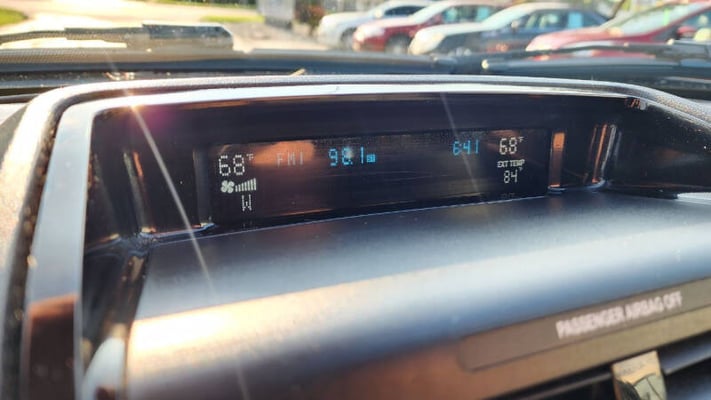 68°F FM1 98.1 6:41 68°F
EXT TEMP
84°F
W
PASSENGER AIRBAG OFF